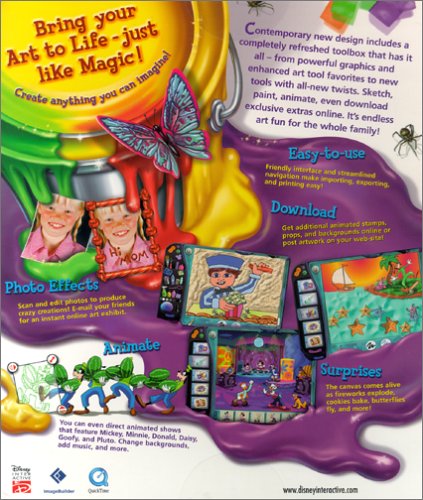 Bring your
Art to Life - just
like Magic!
Create anything you can imagine!
Contemporary new design includes a
completely refreshed toolbox that has it
all – from powerful graphics and
enhanced art tool favorites to new
tools with all-new twists. Sketch,
paint, animate, even download
exclusive extras online. It's endless
art fun for the whole family!
Easy-to-use
Friendly interface and streamlined
navigation make importing, exporting,
and printing easy!
Download
Get additional animated stamps,
props, and backgrounds online or
post artwork on your web-site!
Hi
MOM
Photo Effects
Scan and edit photos to produce
crazy creations! E-mail your friends
for an instant online art exhibit.
Animate
You can even direct animated shows
that feature Mickey, Minnie, Donald, Daisy,
Goofy, and Pluto. Change backgrounds,
add music, and more.
Surprises
The canvas comes alive
as fireworks explode,
cookies bake, butterflies
fly, and more!
Disney
INTER
ACTIVE
ImageBuilder
QuickTime
www.disneyinteractive.com